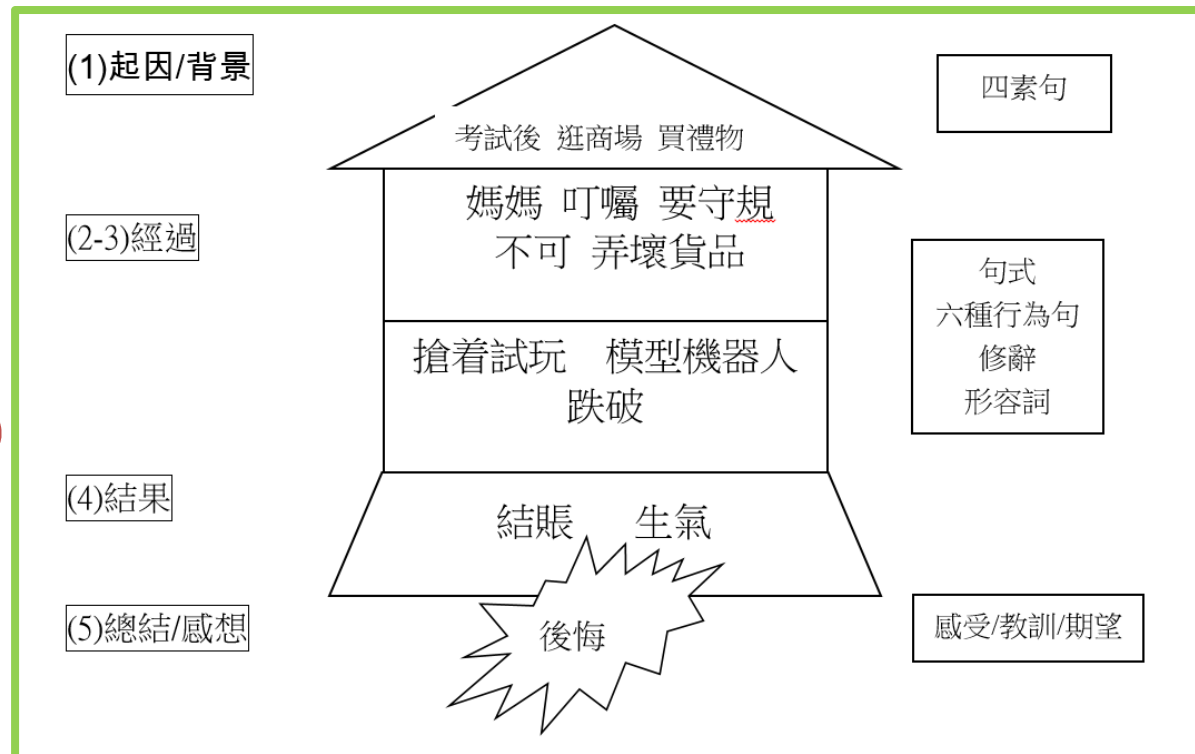 (1)起因/背景
四素句
考試後 逛商場 買禮物
(2-3)經過
媽媽 叮囑 要守規
不可 弄壞貨品
句式
六種行為句
修辭
形容詞
搶着試玩 模型機器人
跌破
(4)結果
結賬 生氣
(5)總結/感想
後悔
感受/教訓/期望